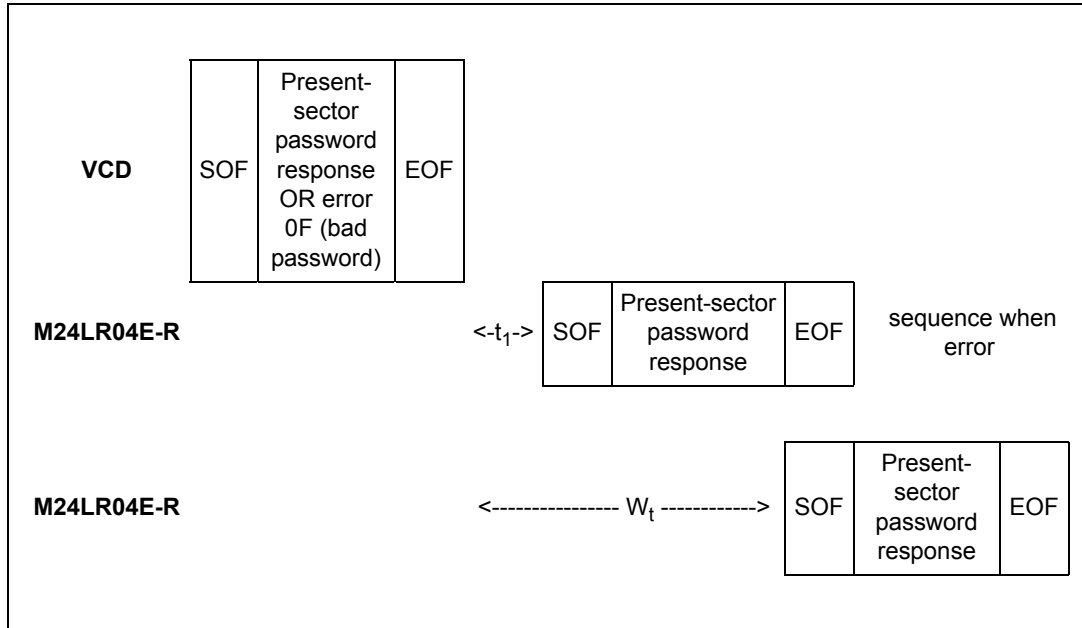 VCD
SOF
Present-
sector
password
response
OR error
0F (bad
password)
EOF
M24LR04E-R
<-t1->
SOF
Present-sector
password
response
EOF
sequence when
error
M24LR04E-R
<---------------- Wt ------------>
SOF
Present-
sector
password
response
EOF